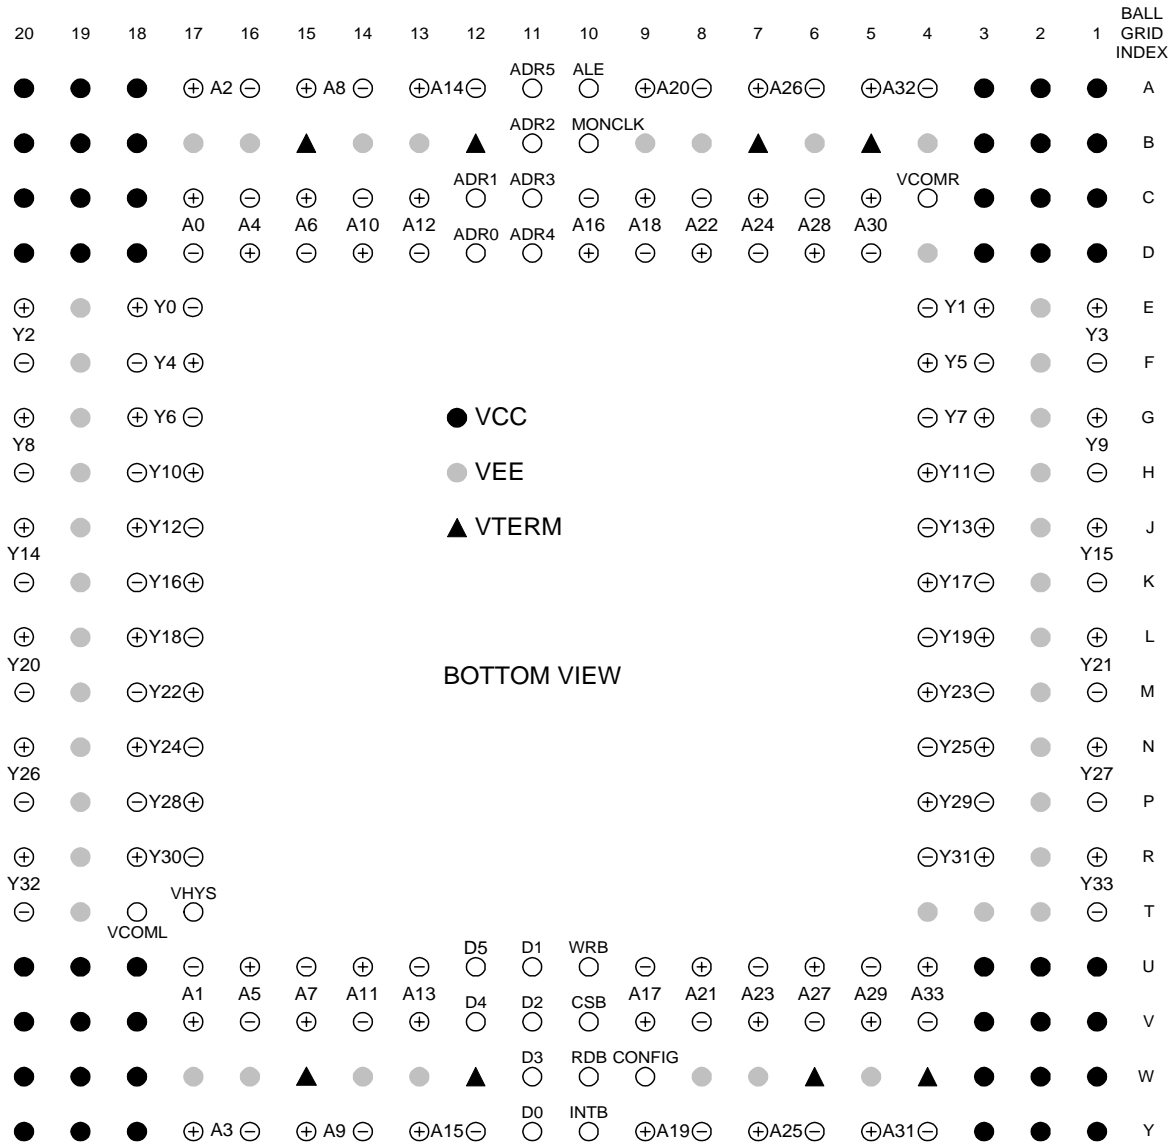 BALL
20 19 18 17 16 15 14 13 12 11 10 9 8 7 6 5 4 3 2 1 GRID
INDEX
ADR5 ALE
A2 A8 A14 A20 A26 A32 A
ADR2 MONCLK
B
ADR1 ADR3 VCOMR
C
A0 A4 A6 A10 A12 ADR0 ADR4 A16 A18 A22 A24 A28 A30
D
Y0 Y1 E
Y2 Y3
Y4 Y5 F
Y6 VCC Y7 G
Y8 Y9
Y10 VEE Y11 H
Y12 VTERM Y13 J
Y14 Y15
Y16 Y17 K
Y18 Y19 L
Y20 BOTTOM VIEW Y21
Y22 Y23 M
Y24 Y25 N
Y26 Y27
Y28 Y29 P
Y30 Y31 R
Y32 VHYS Y33
T
VCOML
D5 D1 WRB
U
A1 A5 A7 A11 A13 D4 D2 CSB A17 A21 A23 A27 A29 A33
V
D3 RDB CONFIG
W
D0 INTB
A3 A9 A15 A19 A25 A31 Y